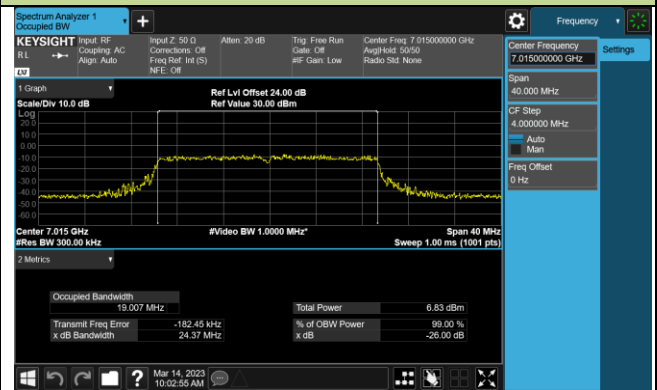 Spectrum Analyzer 1
Occupied BW
Frequency
KEYSIGHT
RL
LXI
Input: RF
Coupling: AC
Align: Auto
Input Z: 50 Ω
Corrections: Off
Freq Ref: Int (S)
NFE: Off
Atten: 20 dB
Trig: Free Run
Gate: Off
#IF Gain: Low
Center Freq: 7.015000000 GHz
Avg|Hold: 50/50
Radio Std: None
Center Frequency
7.015000000 GHz
Settings
Span
40.000 MHz
CF Step
4.000000 MHz
Auto
Man
Freq Offset
0 Hz
1 Graph
Scale/Div 10.0 dB
Ref Lvl Offset 24.00 dB
Ref Value 30.00 dBm
Log
20.0
10.0
0.00
-10.0
-20.0
-30.0
-40.0
-50.0
-60.0
Center 7.015 GHz
#Video BW 1.0000 MHz*
Span 40 MHz
#Res BW 300.00 kHz
Sweep 1.00 ms (1001 pts)
2 Metrics
Occupied Bandwidth
19.007 MHz
Total Power 6.83 dBm
Transmit Freq Error -182.45 kHz
% of OBW Power 99.00 %
x dB Bandwidth 24.37 MHz
x dB -26.00 dB
?
Mar 14, 2023
10:02:55 AM